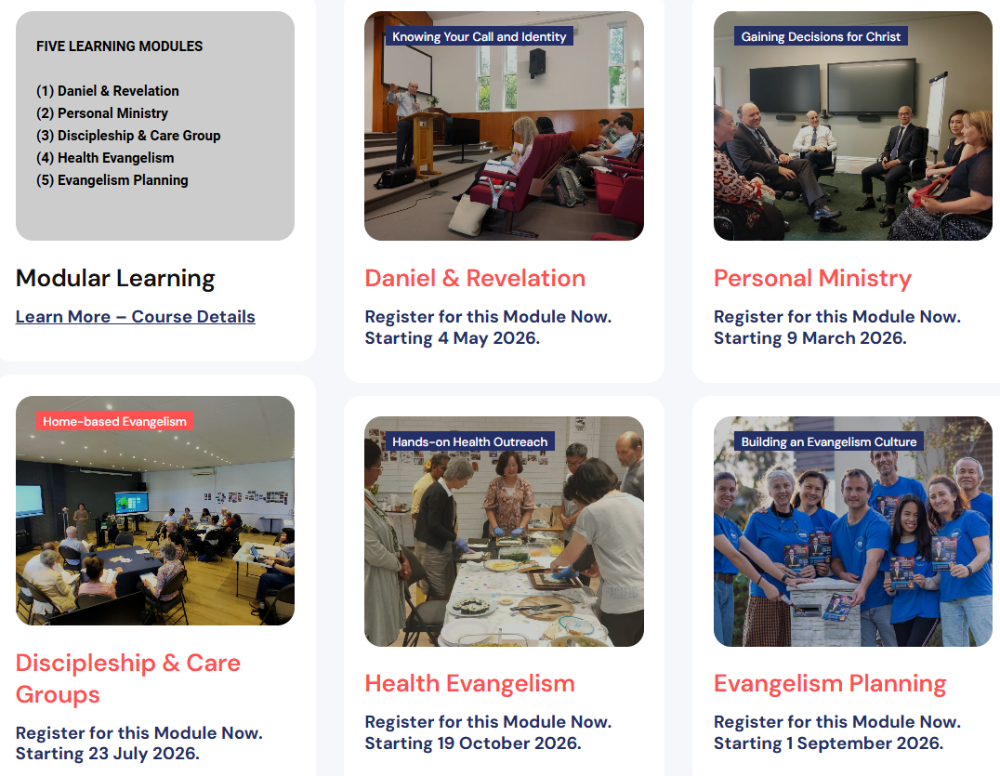 FIVE LEARNING MODULES
(1) Daniel & Revelation
(2) Personal Ministry
(3) Discipleship & Care Group
(4) Health Evangelism
(5) Evangelism Planning
Modular Learning
Learn More – Course Details
Knowing Your Call and Identity
Daniel & Revelation
Register for this Module Now.
Starting 4 May 2026.
Gaining Decisions for Christ
Personal Ministry
Register for this Module Now.
Starting 9 March 2026.
Home-based Evangelism
Discipleship & Care
Groups
Register for this Module Now.
Starting 23 July 2026.
Hands-on Health Outreach
Health Evangelism
Register for this Module Now.
Starting 19 October 2026.
Building an Evangelism Culture
Evangelism Planning
Register for this Module Now.
Starting 1 September 2026.